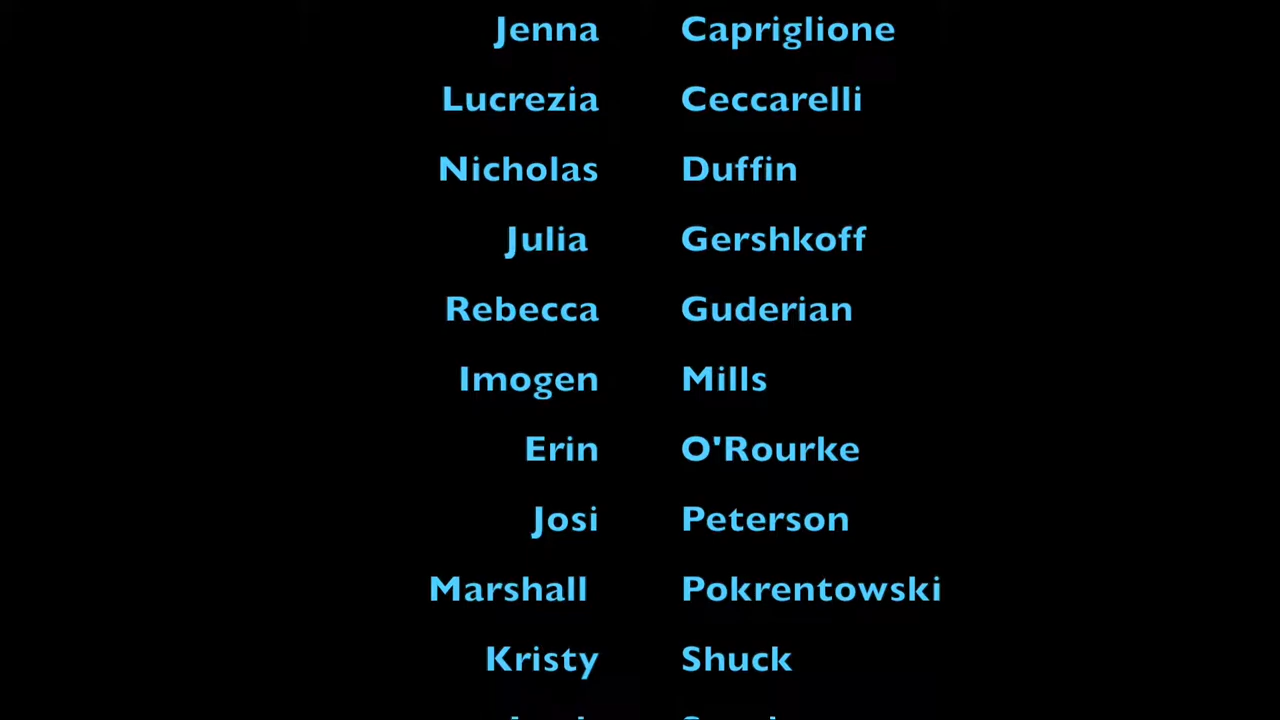 Jenna Capriglione
Lucrezia Ceccarelli
Nicholas Duffin
Julia Gershkoff
Rebecca Guderian
Imogen Mills
Erin O'Rourke
Josi Peterson
Marshall Pokrentowski
Kristy Shuck